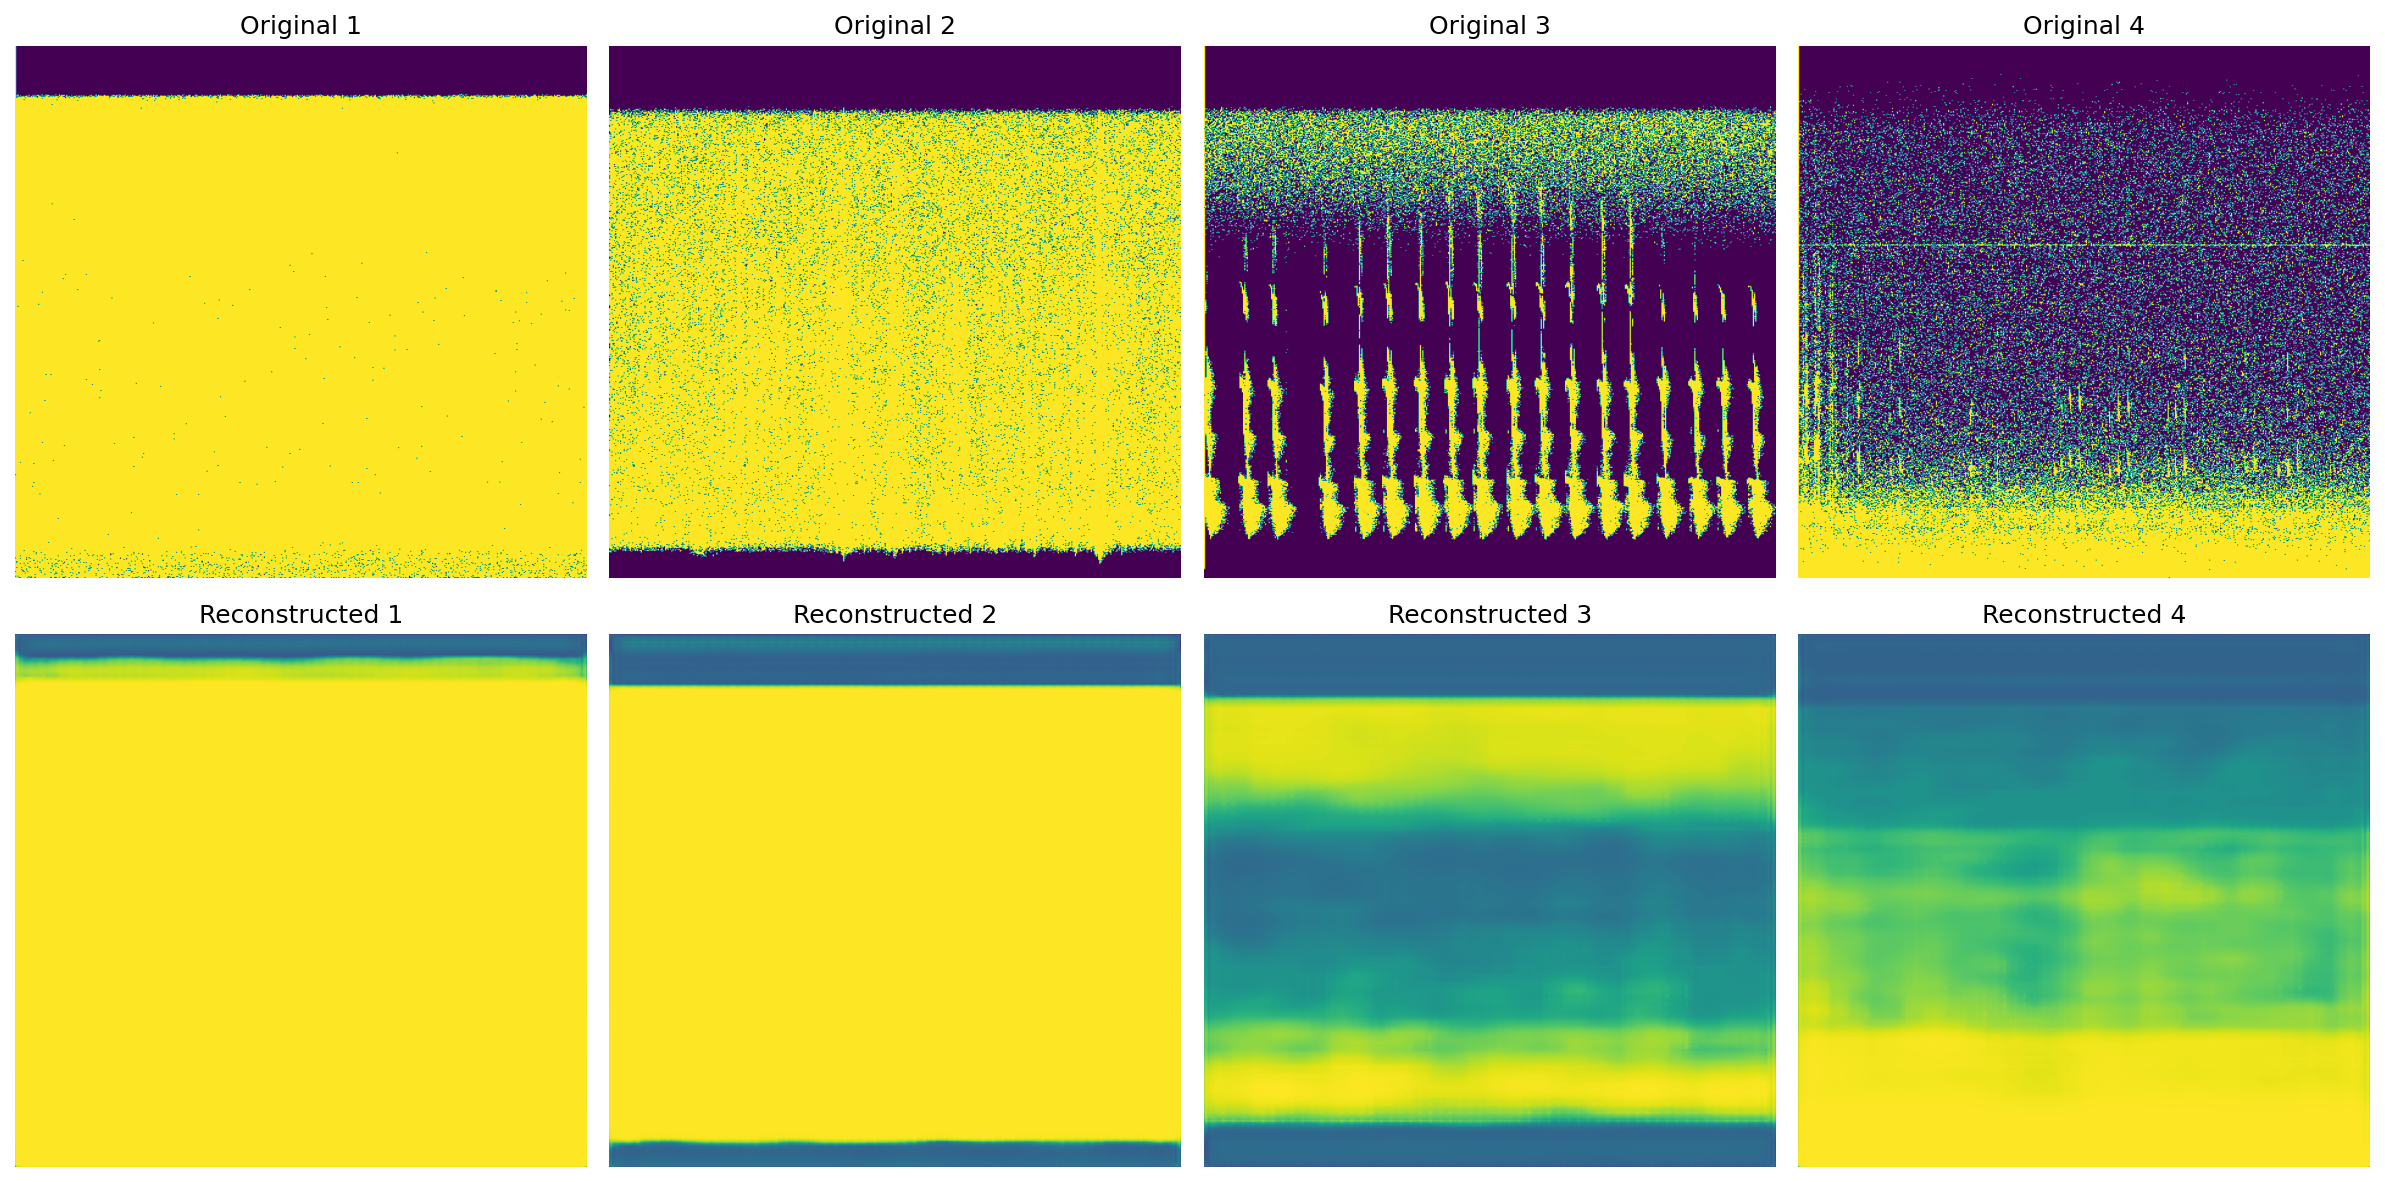 Original 1
Original 2
Original 3
Original 4
Reconstructed 1
Reconstructed 2
Reconstructed 3
Reconstructed 4